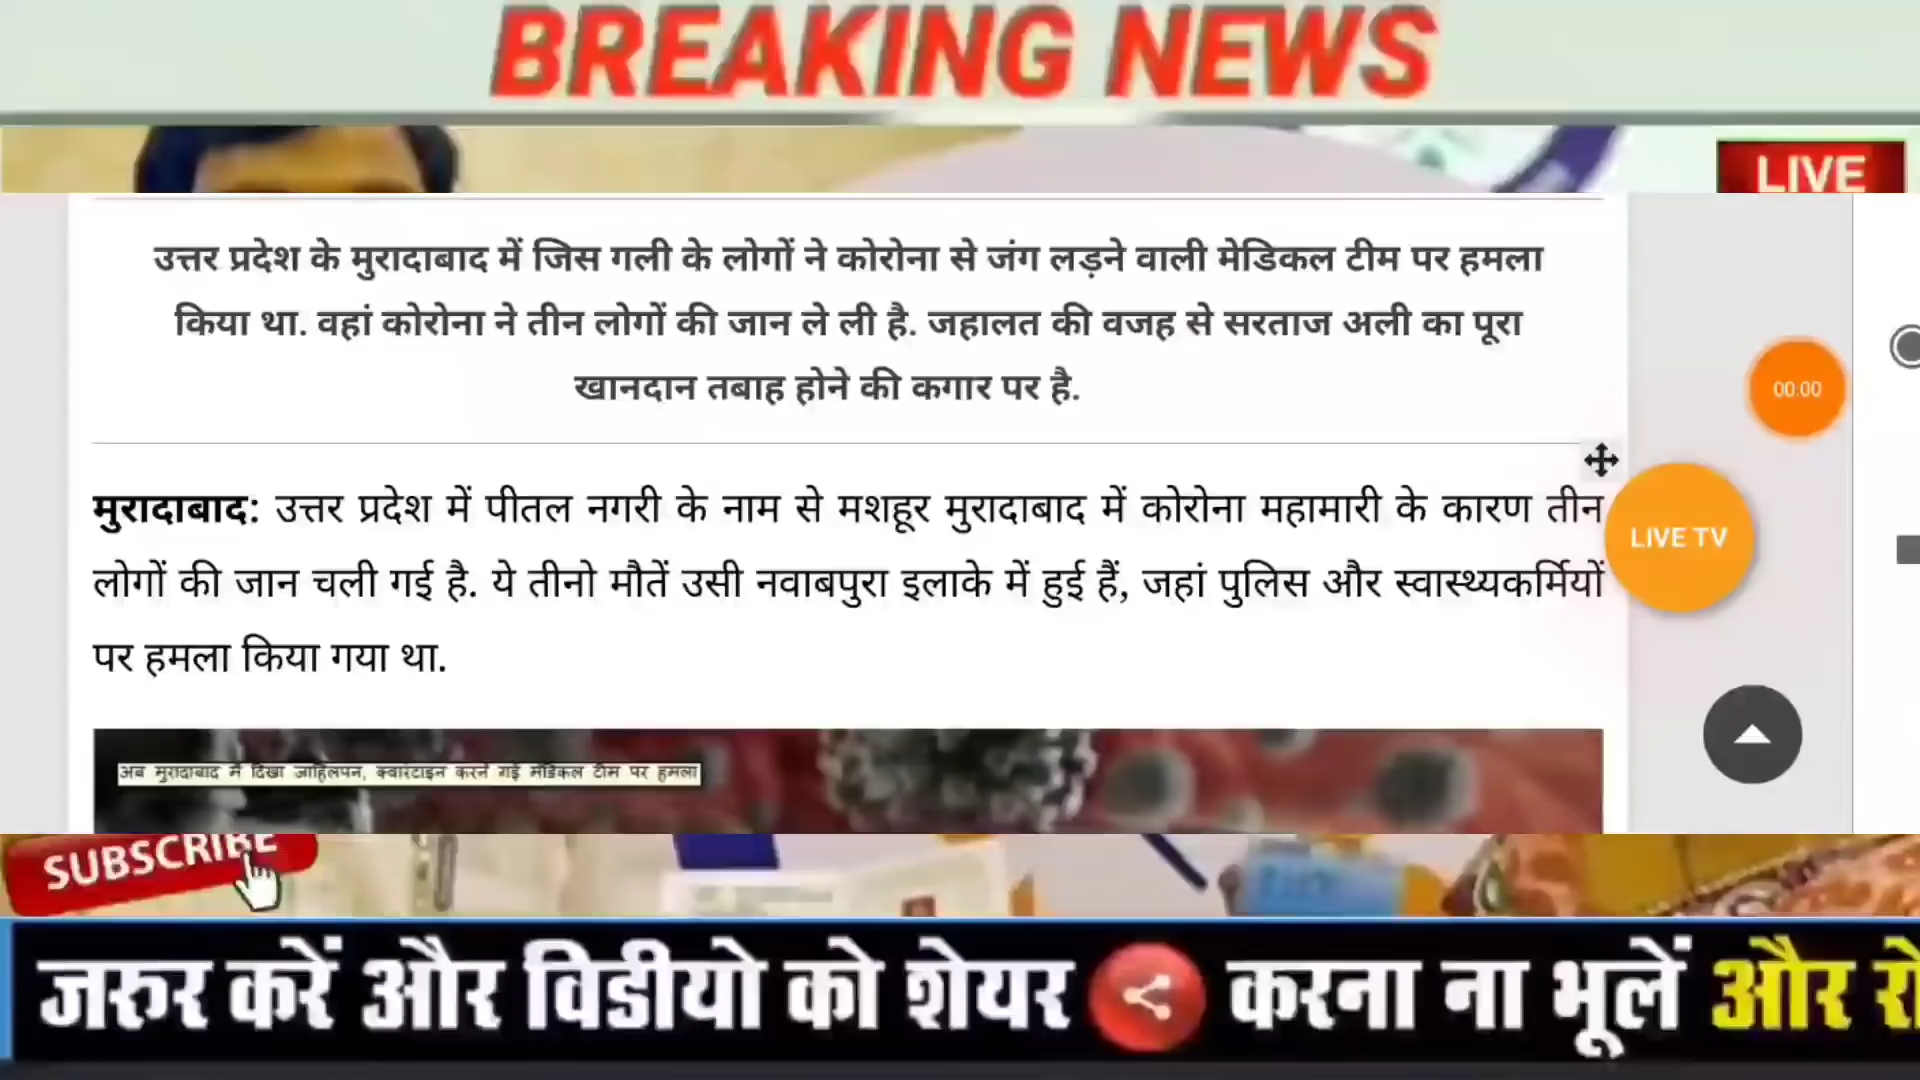 BREAKING NEWS
LIVE
उत्तर प्रदेश के मुरादाबाद में जिस गली के लोगों ने कोरोना से जंग लड़ने वाली मेडिकल टीम पर हमला
किया था. वहां कोरोना ने तीन लोगों की जान ले ली है. जहालत की वजह से सरताज अली का पूरा
खानदान तबाह होने की कगार पर है.
00:00
मुरादाबाद: उत्तर प्रदेश में पीतल नगरी के नाम से मशहूर मुरादाबाद में कोरोना महामारी के कारण तीन
लोगों की जान चली गई है. ये तीनो मौतें उसी नवाबपुरा इलाके में हुई हैं, जहां पुलिस और स्वास्थ्यकर्मियों
पर हमला किया गया था.
LIVE TV
अब मुरादाबाद में दिखा जाहिलपन, क्वारंटाइन करने गई मेडिकल टीम पर हमला
SUBSCRIBE
जरुर करें और विडीयो को शेयर करना ना भूलें और रो